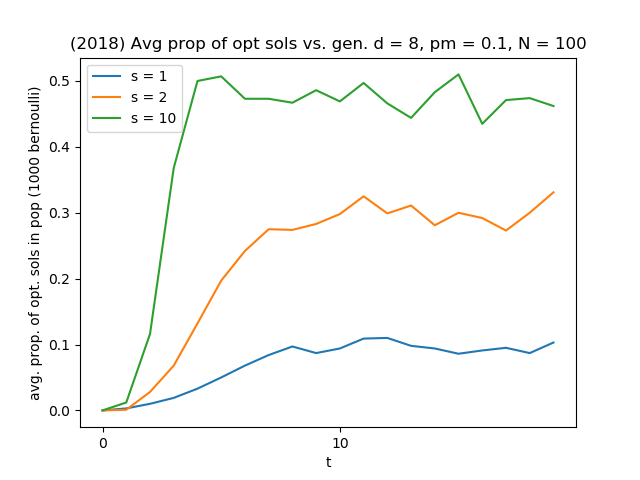 (2018) Avg prop of opt sols vs. gen. d = 8, pm = 0.1, N = 100
s = 1
s = 2
s = 10
avg. prop. of opt. sols in pop (1000 bernoulli)
0.5
0.4
0.3
0.2
0.1
0.0
0 10
t